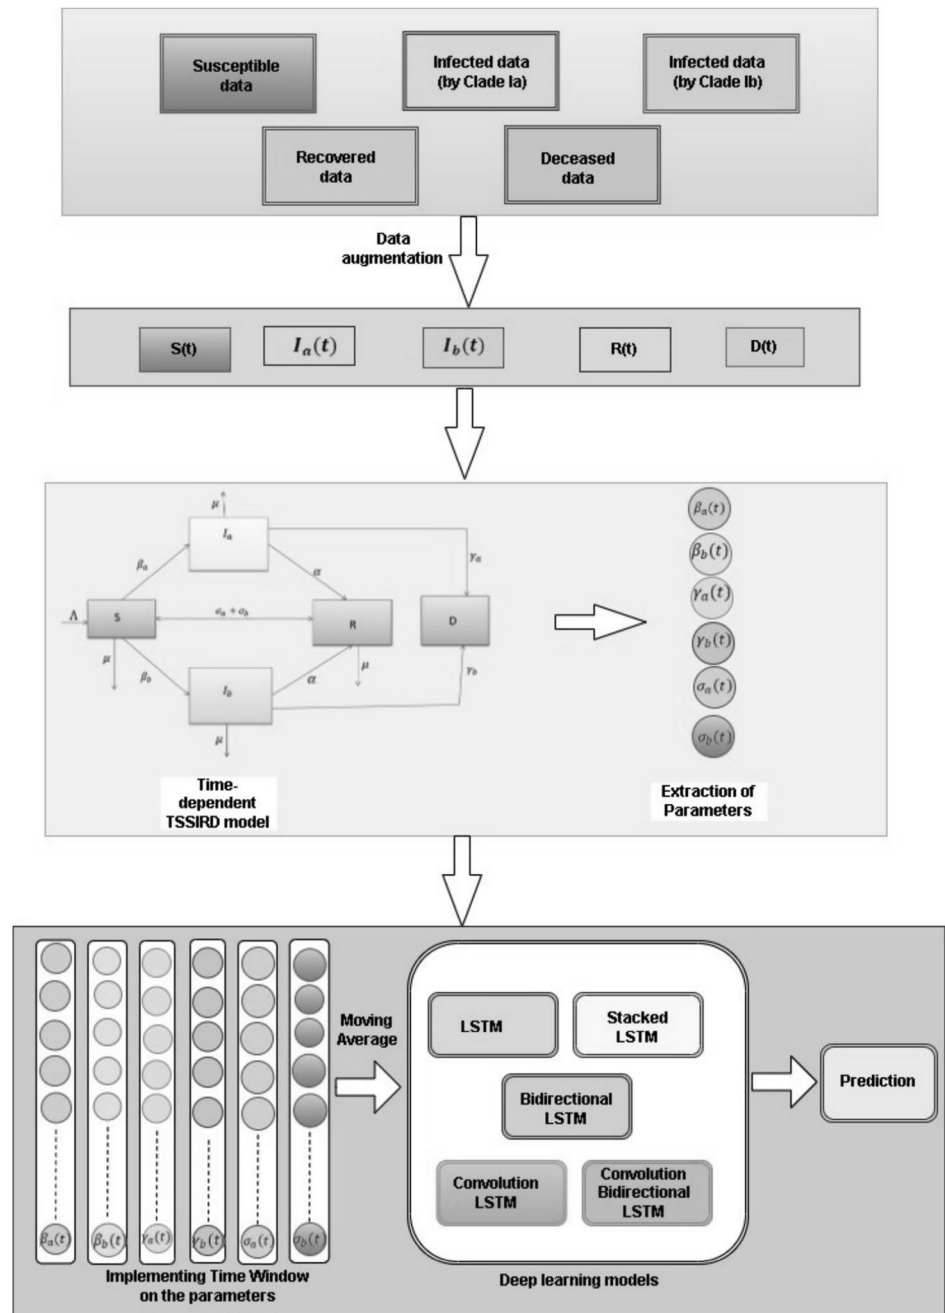 Susceptible
data
Infected data
(by Clade Ia)
Infected data
(by Clade Ib)
Recovered
data
Deceased
data
Data
augmentation
S(t)
I_a(t)
I_b(t)
R(t)
D(t)
μ
I_a
β_a
α
γ_a
Λ
S
σ_a + σ_b
R
D
μ
β_b
I_b
α
μ
γ_b
μ
Time-
dependent
TSSIRD model
β_a(t)
β_b(t)
γ_a(t)
γ_b(t)
σ_a(t)
σ_b(t)
Extraction of
Parameters
β_a(t)
β_b(t)
γ_a(t)
γ_b(t)
σ_a(t)
σ_b(t)
Implementing Time Window
on the parameters
Moving
Average
LSTM
Stacked
LSTM
Bidirectional
LSTM
Convolution
LSTM
Convolution
Bidirectional
LSTM
Deep learning models
Prediction